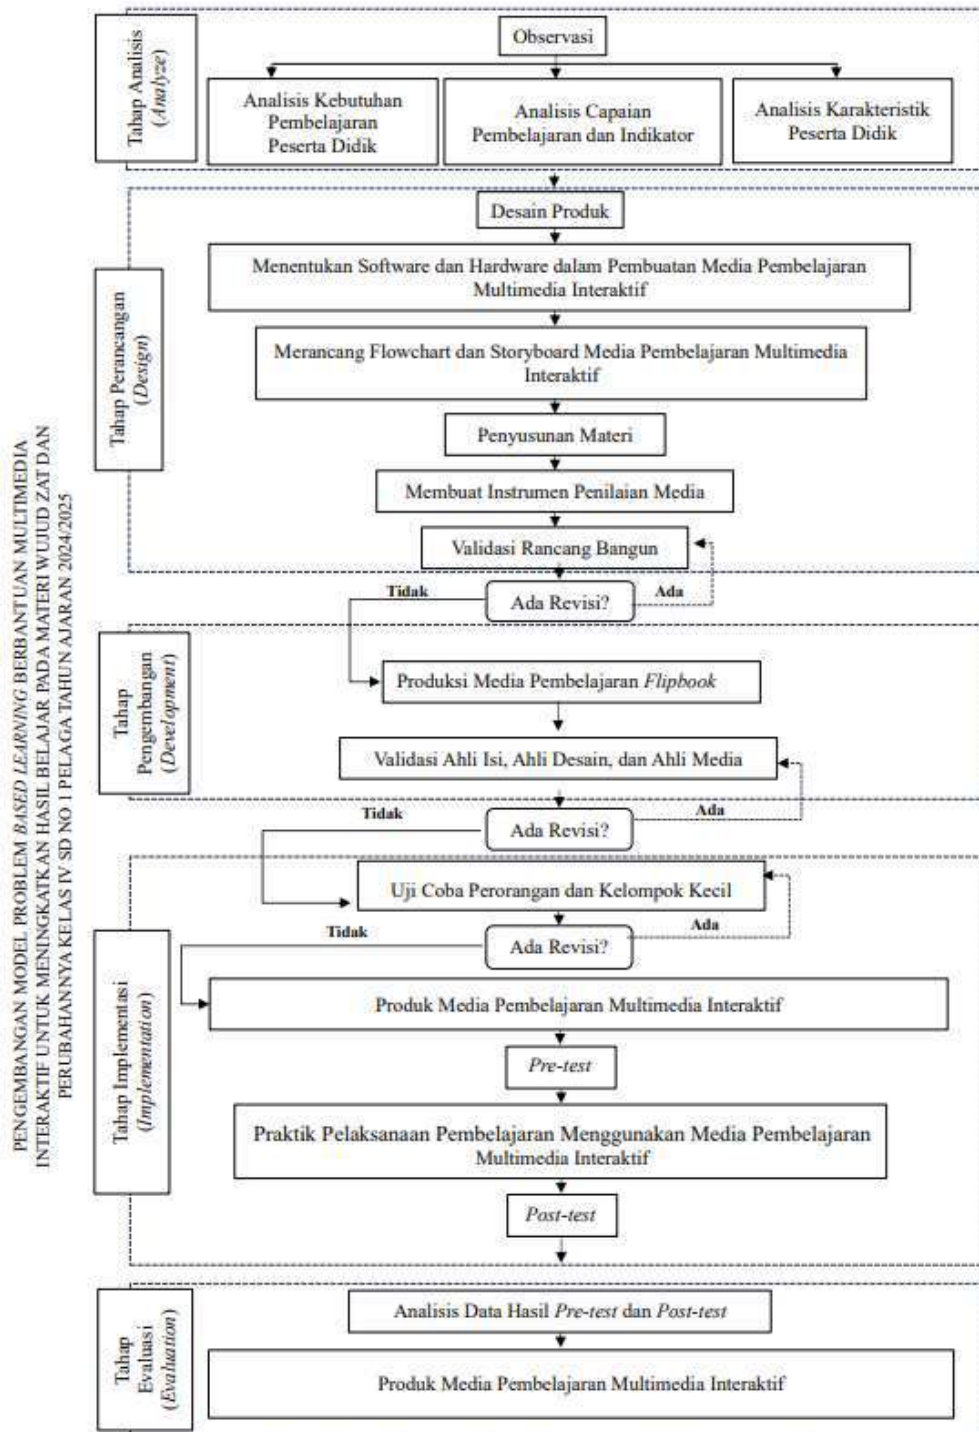 PENGEMBANGAN MODEL PROBLEM BASED LEARNING BERBANTUAN MULTIMEDIA
INTERAKTIF UNTUK MENINGKATKAN HASIL BELAJAR PADA MATERI WUJUD ZAT DAN
PERUBAHANNYA KELAS IV SD NO 1 PELAGA TAHUN AJARAN 2024/2025
Tahap Analisis
(Analyze)
Observasi
Analisis Kebutuhan
Pembelajaran
Peserta Didik
Analisis Capaian
Pembelajaran dan Indikator
Analisis Karakteristik
Peserta Didik
Tahap Perancangan
(Design)
Desain Produk
Menentukan Software dan Hardware dalam Pembuatan Media Pembelajaran
Multimedia Interaktif
Merancang Flowchart dan Storyboard Media Pembelajaran Multimedia
Interaktif
Penyusunan Materi
Membuat Instrumen Penilaian Media
Validasi Rancang Bangun
Tidak
Ada Revisi?
Ada
Tahap
Pengembangan
(Development)
Produksi Media Pembelajaran Flipbook
Validasi Ahli Isi, Ahli Desain, dan Ahli Media
Tidak
Ada Revisi?
Ada
Tahap Implementasi
(Implementation)
Uji Coba Perorangan dan Kelompok Kecil
Tidak
Ada Revisi?
Ada
Produk Media Pembelajaran Multimedia Interaktif
Pre-test
Praktik Pelaksanaan Pembelajaran Menggunakan Media Pembelajaran
Multimedia Interaktif
Post-test
Tahap
Evaluasi
(Evaluation)
Analisis Data Hasil Pre-test dan Post-test
Produk Media Pembelajaran Multimedia Interaktif